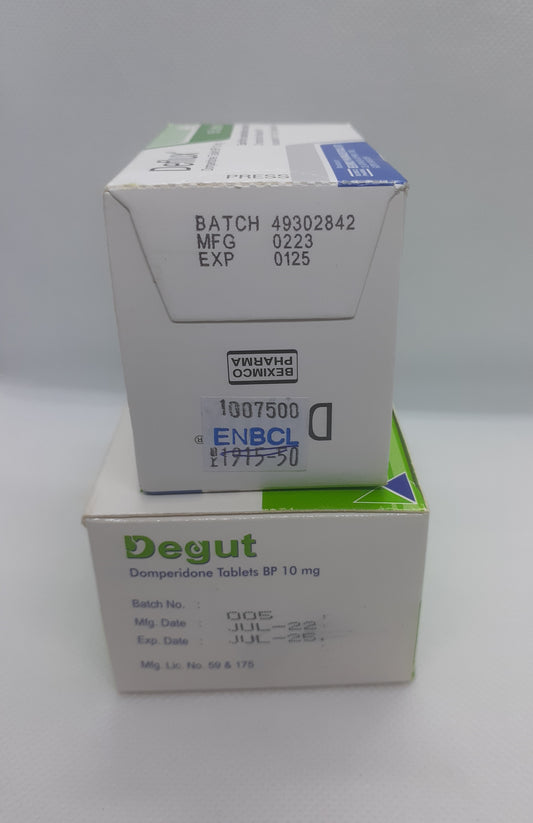 Deflux
PRESS
BATCH 49302842
MFG 0223
EXP 0125
BEXIMCO
PHARMA
1007500
ENBCL
1915-50
D
®
Degut
Domperidone Tablets BP 10 mg
Batch No. : 005
Mfg. Date : JUL-22
Exp. Date : JUL-25
Mfg. Lic. No. 59 & 175